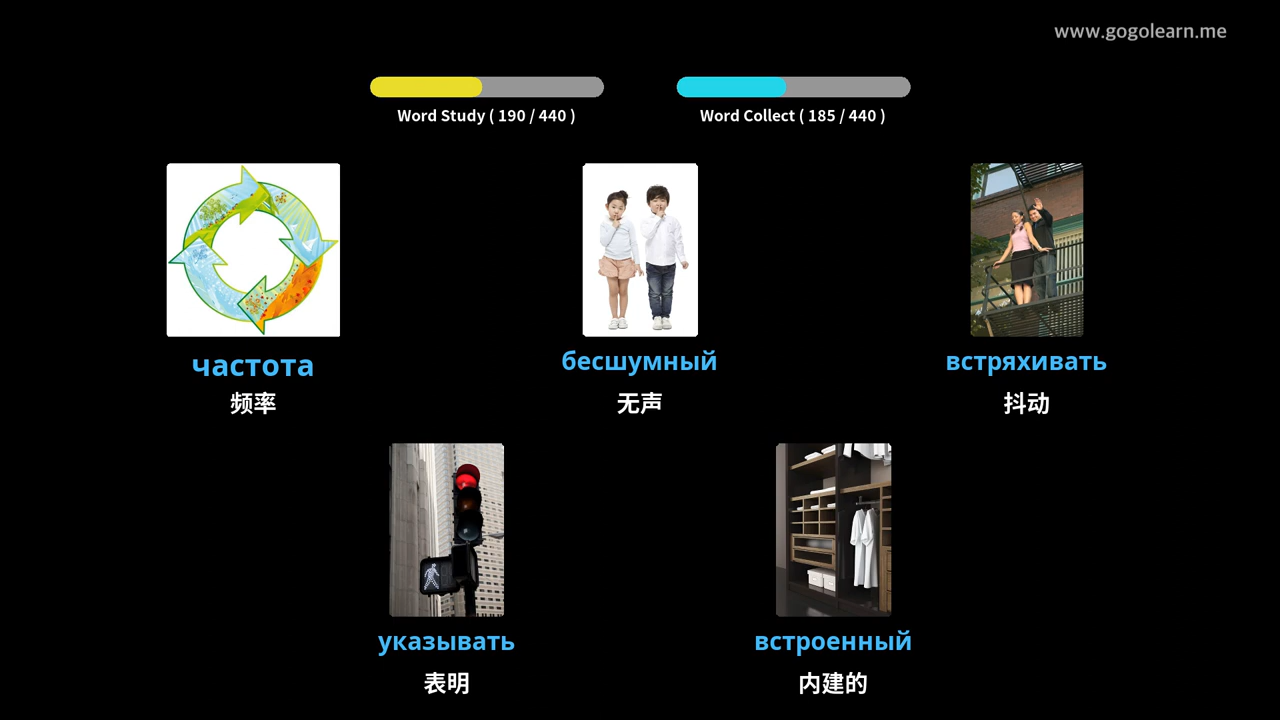 www.gogolearn.me
Word Study ( 190 / 440 )
Word Collect ( 185 / 440 )
частота
бесшумный
встряхивать
频率
无声
抖动
указывать
встроенный
表明
内建的